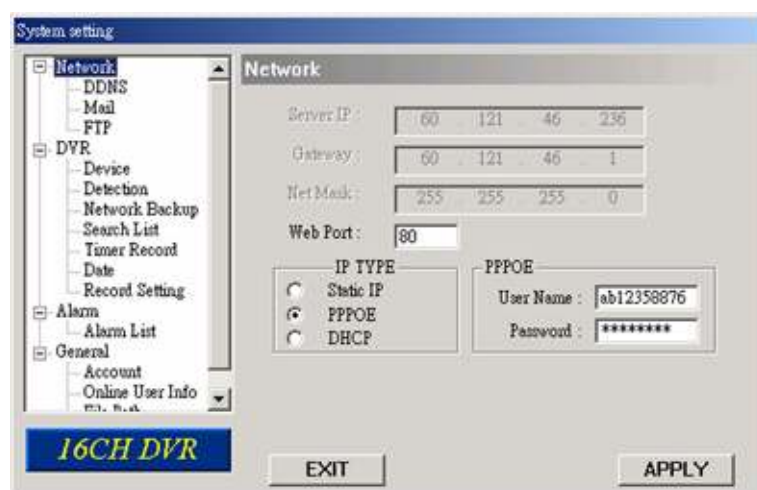 System setting
Network
DDNS
Mail
FTP
DVR
Device
Detection
Network Backup
Search List
Timer Record
Date
Record Setting
Alarm
Alarm List
General
Account
Online User Info
File Path
16CH DVR
Network
Server IP : 60 . 121 . 46 . 236
Gateway : 60 . 121 . 46 . 1
Net Mask : 255 . 255 . 255 . 0
Web Port : 80
IP TYPE
Static IP
PPPOE
DHCP
PPPOE
User Name : ab12358876
Password : ********
EXIT
APPLY